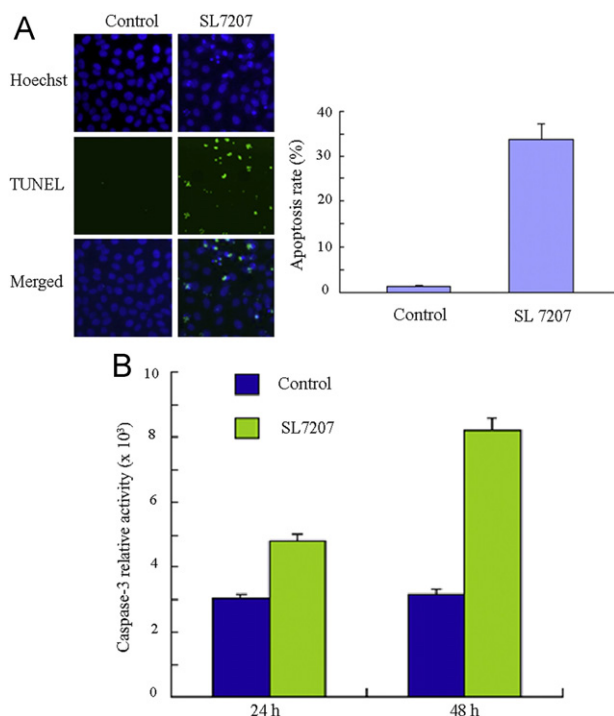 A
Control
SL7207
Hoechst
TUNEL
Merged
Apoptosis rate (%)
40
30
20
30
10
0
Control
SL 7207
B
Control
SL7207
Caspase-3 relative activity (x 10³)
10
8
6
4
2
0
24 h
48 h